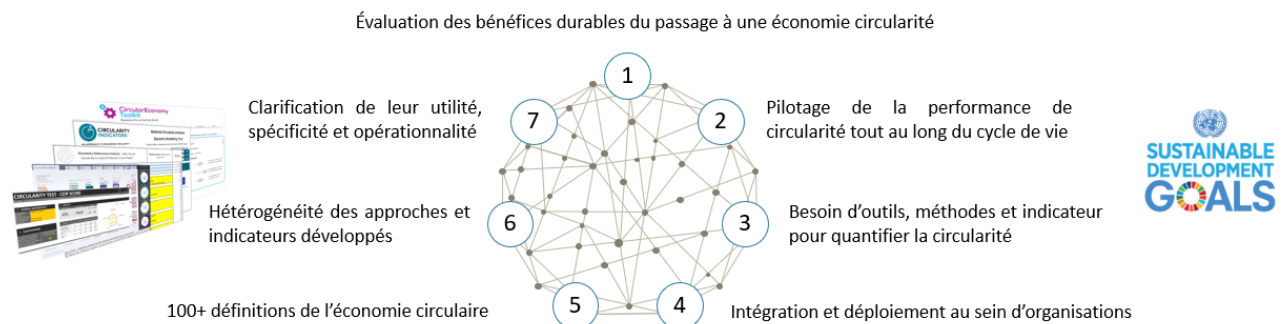 Évaluation des bénéfices durables du passage à une économie circularité
1
CircularEconomy
Toolkit
Clarification de leur utilité,
spécificité et opérationnalité
7
2
Pilotage de la performance de
circularité tout au long du cycle de vie
CIRCULARITY
INDICATORS
SUSTAINABLE
DEVELOPMENT
GOALS
CIRCULARITY TEST
Hétérogénéité des approches et
indicateurs développés
6
3
Besoin d'outils, méthodes et indicateur
pour quantifier la circularité
100+ définitions de l'économie circulaire
5
4
Intégration et déploiement au sein d'organisations